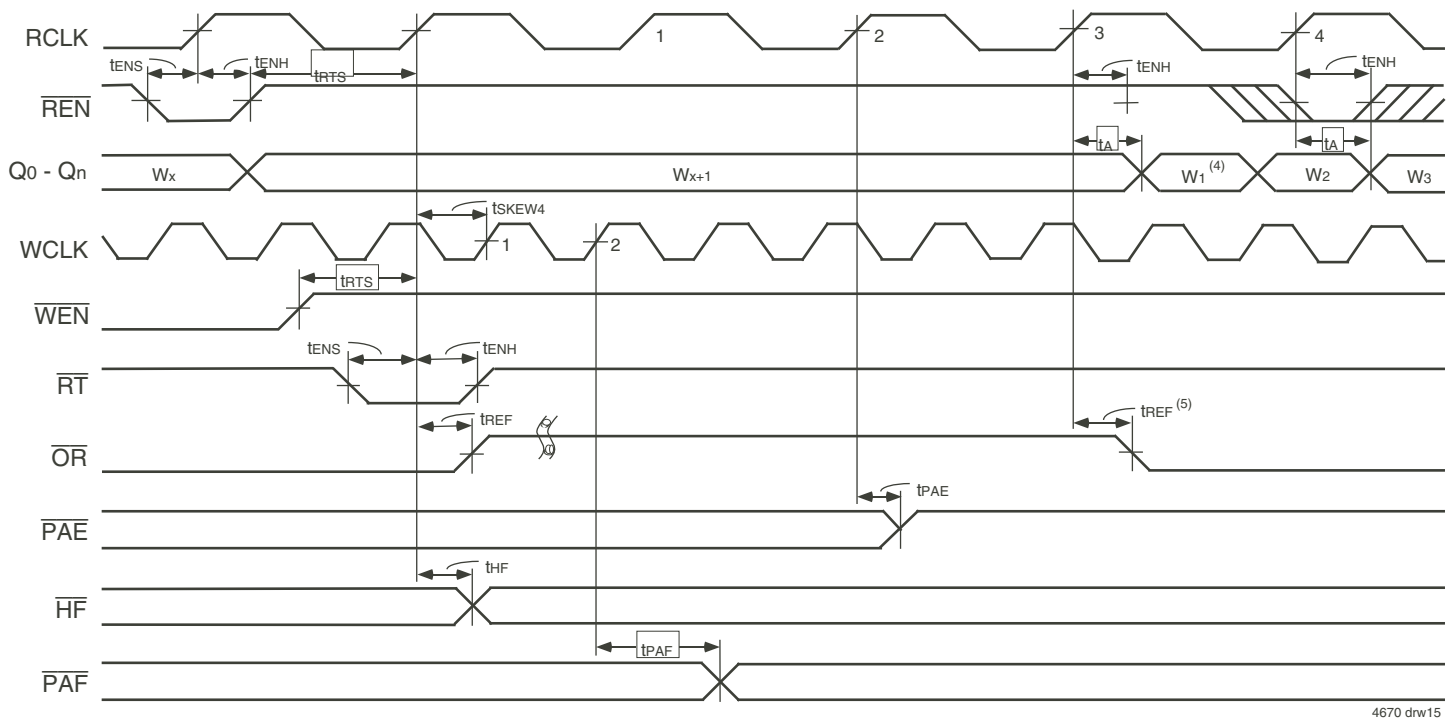 RCLK
1
2
3
4
tENS
tENH
tRTS
tENH
tENH
REN
tA
tA
Q0 - Qn
Wx
Wx+1
W1 (4)
W2
W3
tSKEW4
WCLK
1
2
tRTS
WEN
tENS
tENH
RT
tREF
tREF (5)
OR
tPAE
PAE
tHF
HF
tPAF
PAF
4670 drw15